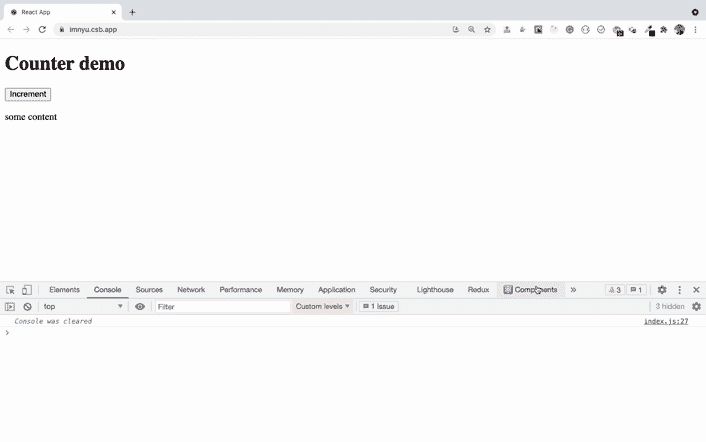 React App
imnyu.csb.app
Counter demo
Increment
some content
Elements Console Sources Network Performance Memory Application Security Lighthouse Redux Components » 3 1
top Filter Custom levels 1 Issue 3 hidden
Console was cleared index.js:27